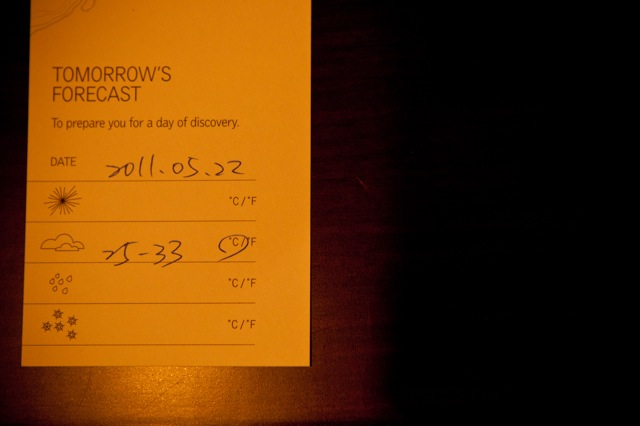 TOMORROW'S
FORECAST
To prepare you for a day of discovery.
DATE 2011.05.22
°C/°F
25-33 °C/°F
°C/°F
°C/°F